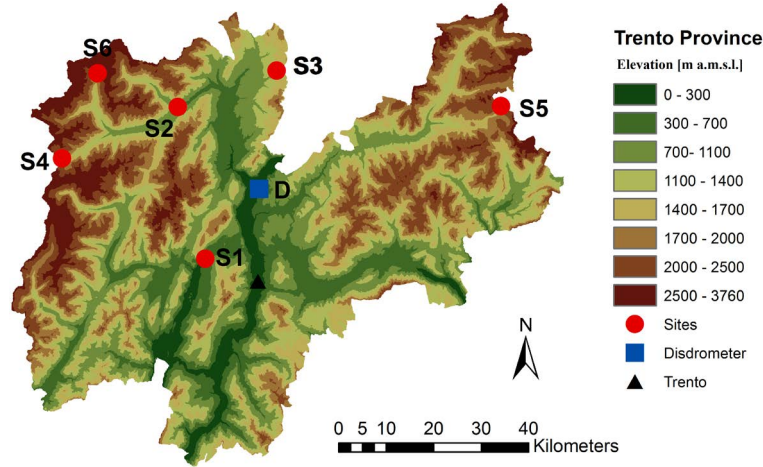 S6
S3
S2
S5
S4
D
S1
Trento Province
Elevation [m a.m.s.l.]
0 - 300
300 - 700
700- 1100
1100 - 1400
1400 - 1700
1700 - 2000
2000 - 2500
2500 - 3760
Sites
Disdrometer
Trento
N
0 5 10 20 30 40
Kilometers